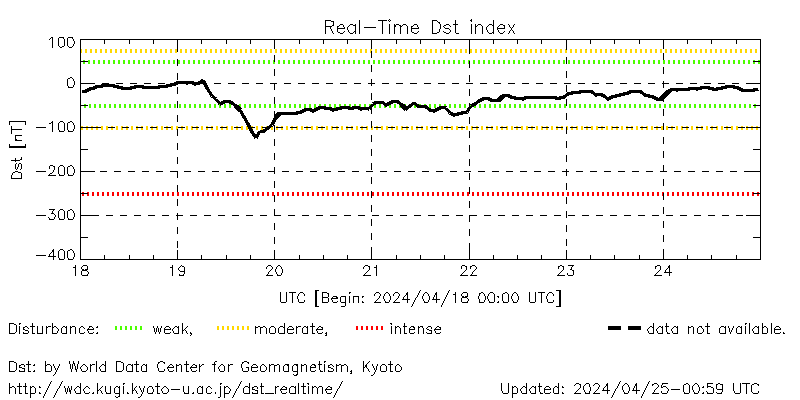 Real-Time Dst index
100
0
-100
-200
-300
-400
Dst [nT]
18 19 20 21 22 23 24
UTC [Begin: 2024/04/18 00:00 UTC]
Disturbance: weak, moderate, intense data not available.
Dst: by World Data Center for Geomagnetism, Kyoto
http://wdc.kugi.kyoto-u.ac.jp/dst_realtime/ Updated: 2024/04/25-00:59 UTC